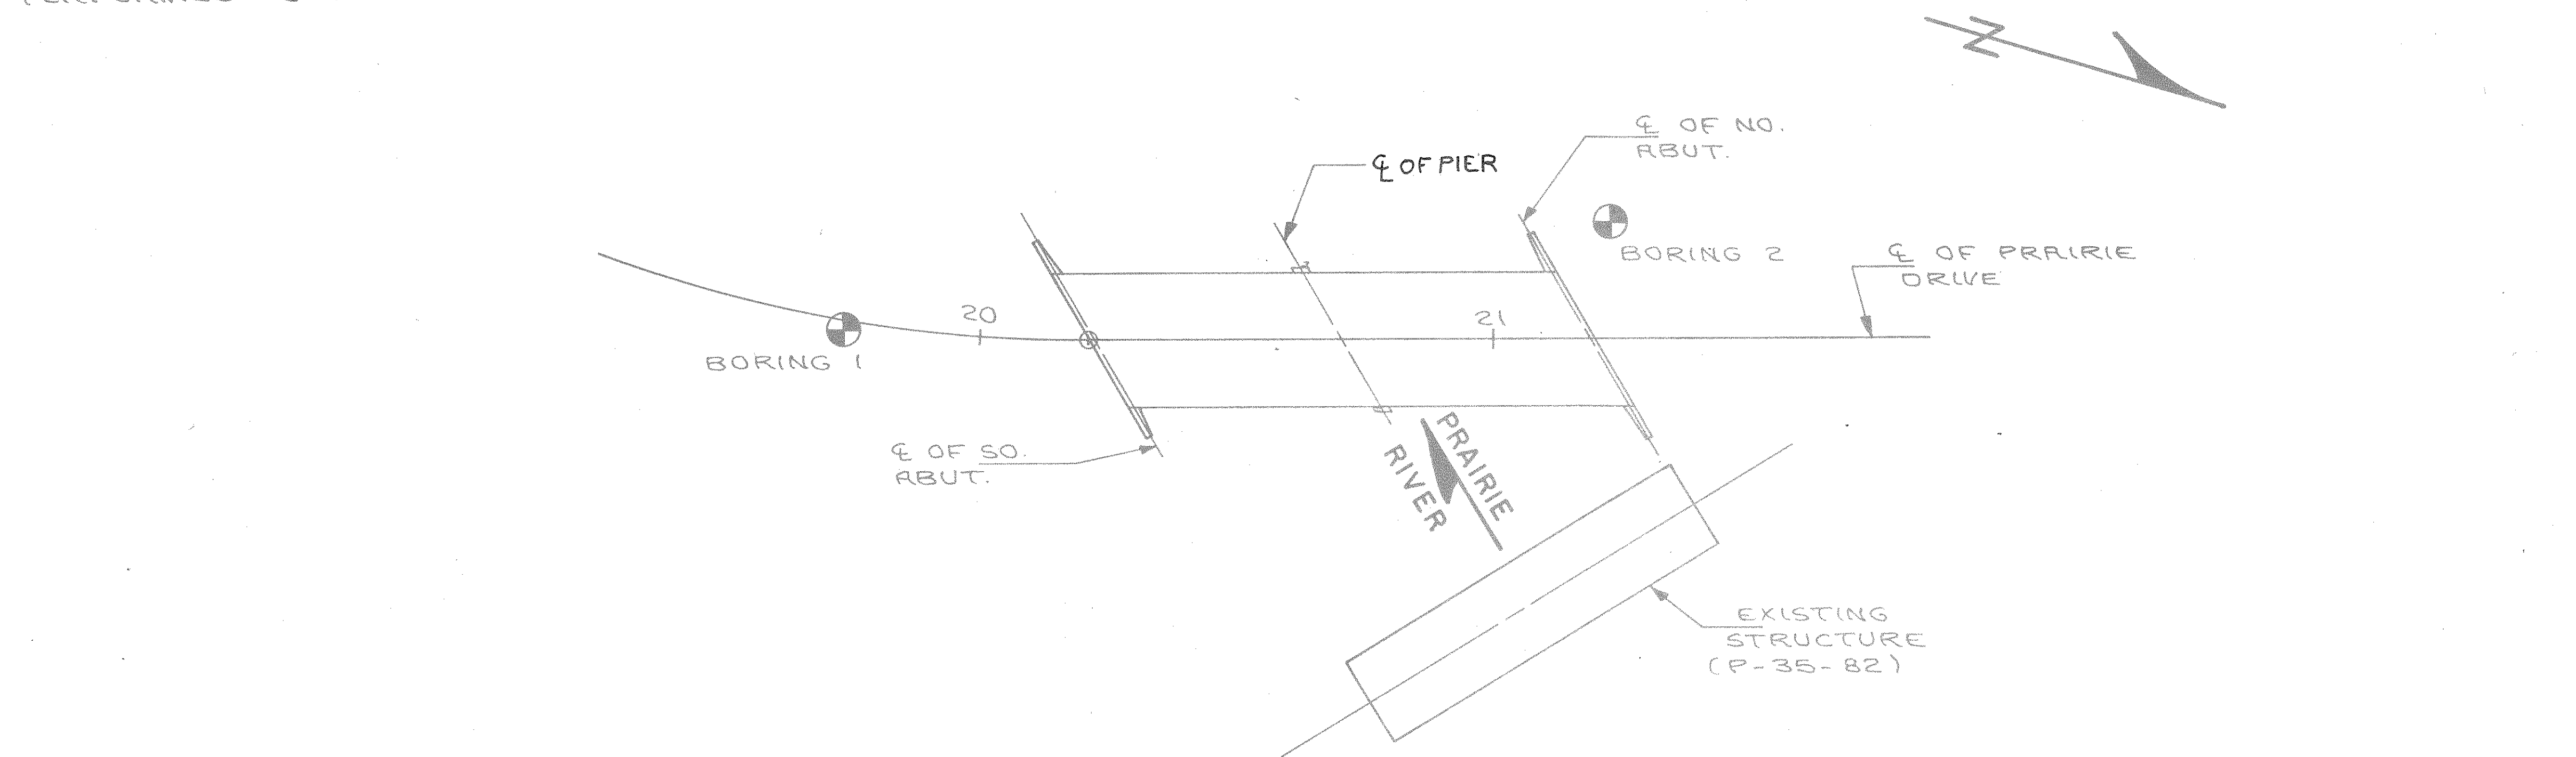 N
℄ OF NO.
ABUT.
℄ OF PIER
BORING 2
℄ OF PRAIRIE
DRIVE
20
21
BORING 1
℄ OF SO.
ABUT.
PRAIRIE
RIVER
EXISTING
STRUCTURE
(P-35-82)